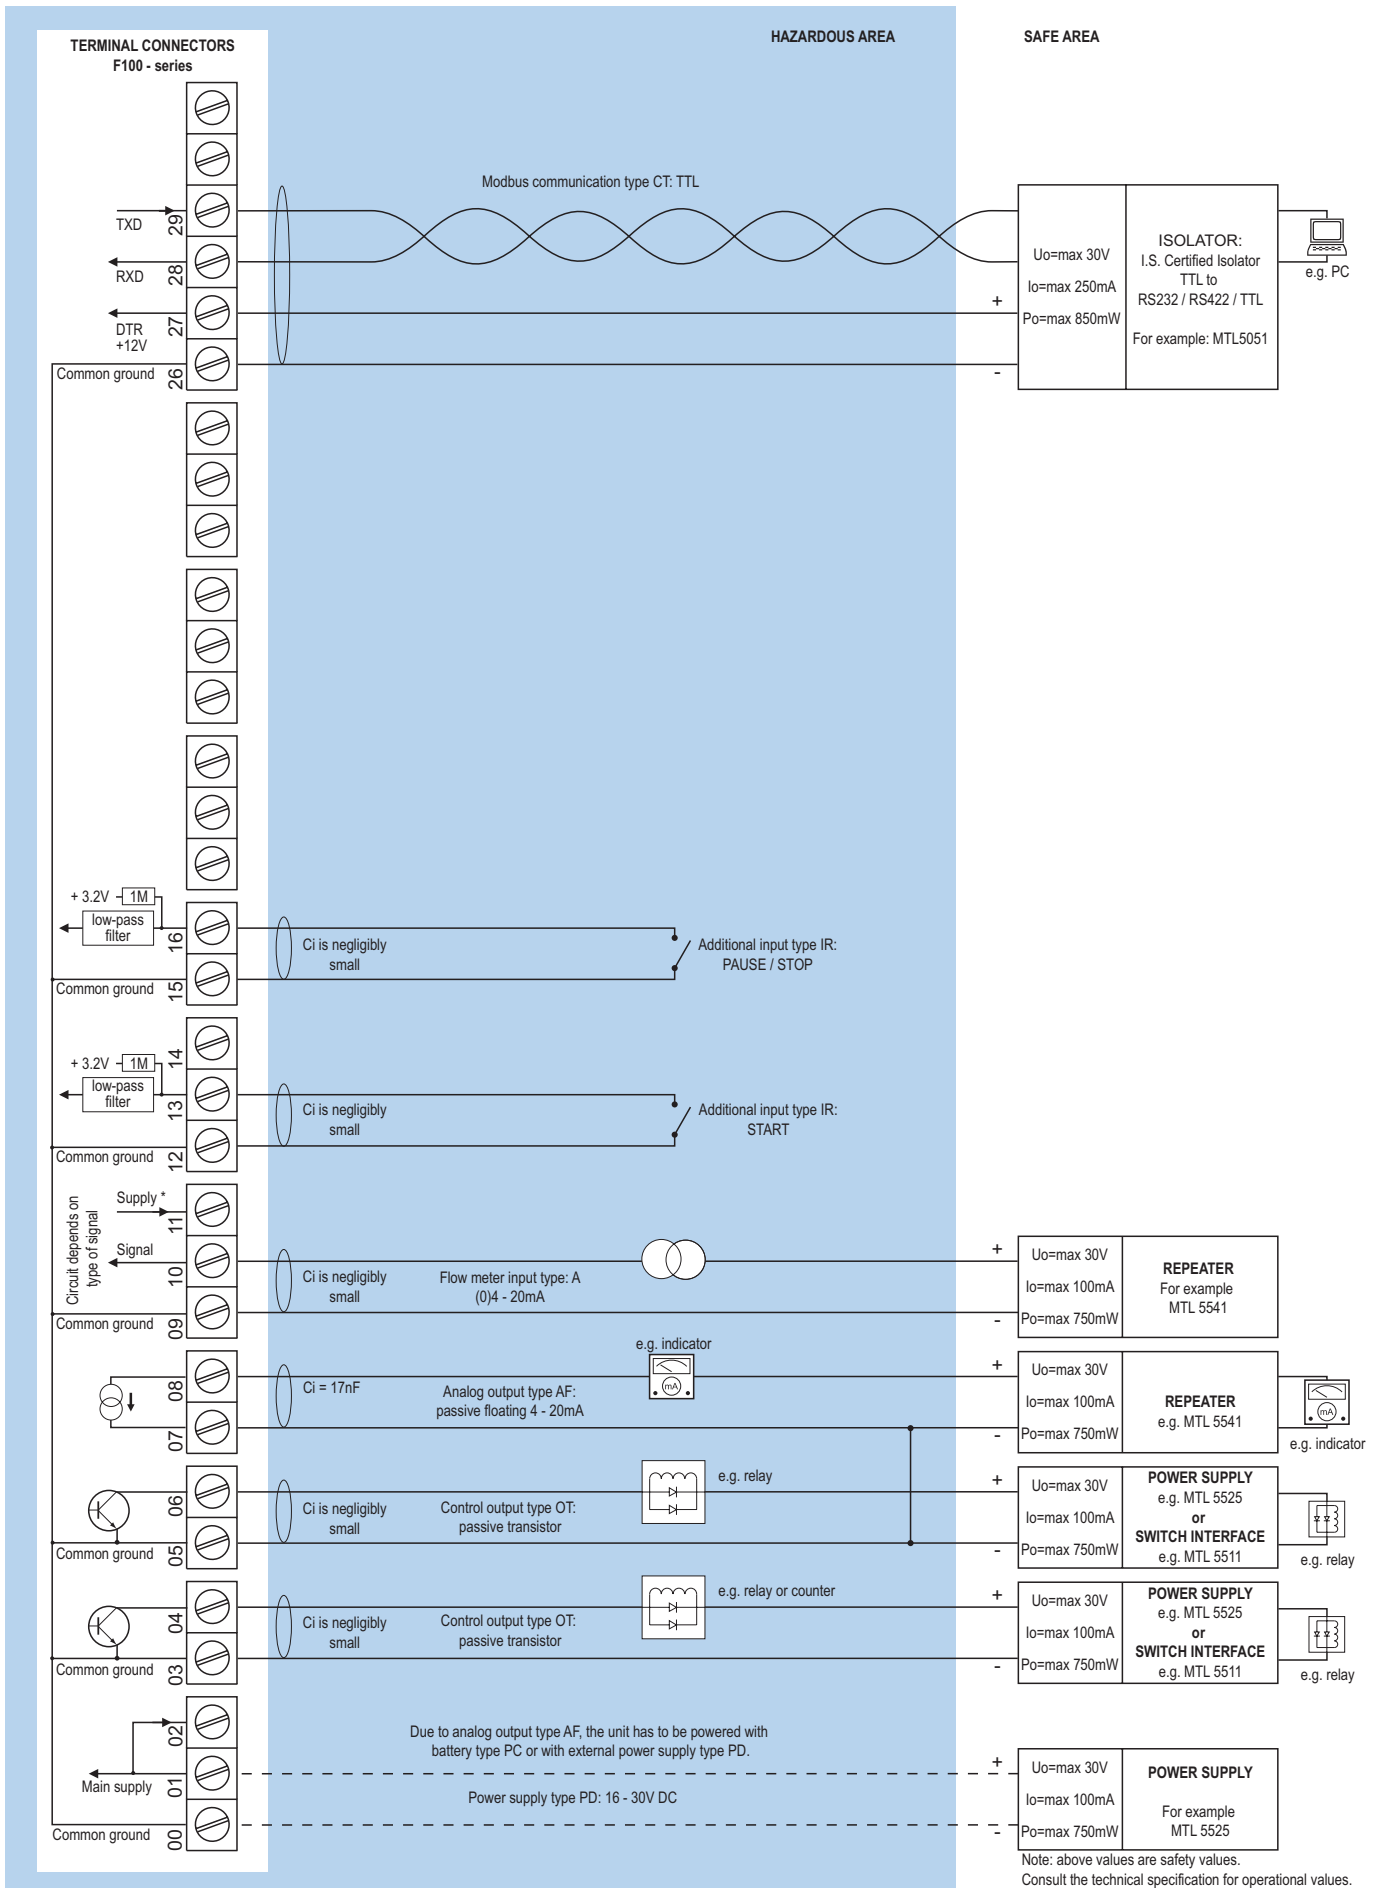 TERMINAL CONNECTORS
F100 - series
HAZARDOUS AREA
SAFE AREA
Modbus communication type CT: TTL
TXD
29
RXD
28
DTR
+12V
27
Common ground
26
+
-
Uo=max 30V
Io=max 250mA
Po=max 850mW
ISOLATOR:
I.S. Certified Isolator
TTL to
RS232 / RS422 / TTL
For example: MTL5051
e.g. PC
+ 3.2V
1M
low-pass
filter
16
Common ground
15
Ci is negligibly
small
Additional input type IR:
PAUSE / STOP
14
+ 3.2V
1M
low-pass
filter
13
Common ground
12
Ci is negligibly
small
Additional input type IR:
START
Circuit depends on
type of signal
Supply *
11
Signal
10
Common ground
09
Ci is negligibly
small
Flow meter input type: A
(0)4 - 20mA
+
-
Uo=max 30V
Io=max 100mA
Po=max 750mW
REPEATER
For example
MTL 5541
08
07
Ci = 17nF
e.g. indicator
mA
Analog output type AF:
passive floating 4 - 20mA
+
-
Uo=max 30V
Io=max 100mA
Po=max 750mW
REPEATER
e.g. MTL 5541
mA
e.g. indicator
06
Common ground
05
Ci is negligibly
small
Control output type OT:
passive transistor
e.g. relay
+
-
Uo=max 30V
Io=max 100mA
Po=max 750mW
POWER SUPPLY
e.g. MTL 5525
or
SWITCH INTERFACE
e.g. MTL 5511
e.g. relay
04
Common ground
03
Ci is negligibly
small
Control output type OT:
passive transistor
e.g. relay or counter
+
-
Uo=max 30V
Io=max 100mA
Po=max 750mW
POWER SUPPLY
e.g. MTL 5525
or
SWITCH INTERFACE
e.g. MTL 5511
e.g. relay
02
Main supply
01
Common ground
00
Due to analog output type AF, the unit has to be powered with
battery type PC or with external power supply type PD.
Power supply type PD: 16 - 30V DC
+
-
Uo=max 30V
Io=max 100mA
Po=max 750mW
POWER SUPPLY
For example
MTL 5525
Note: above values are safety values.
Consult the technical specification for operational values.